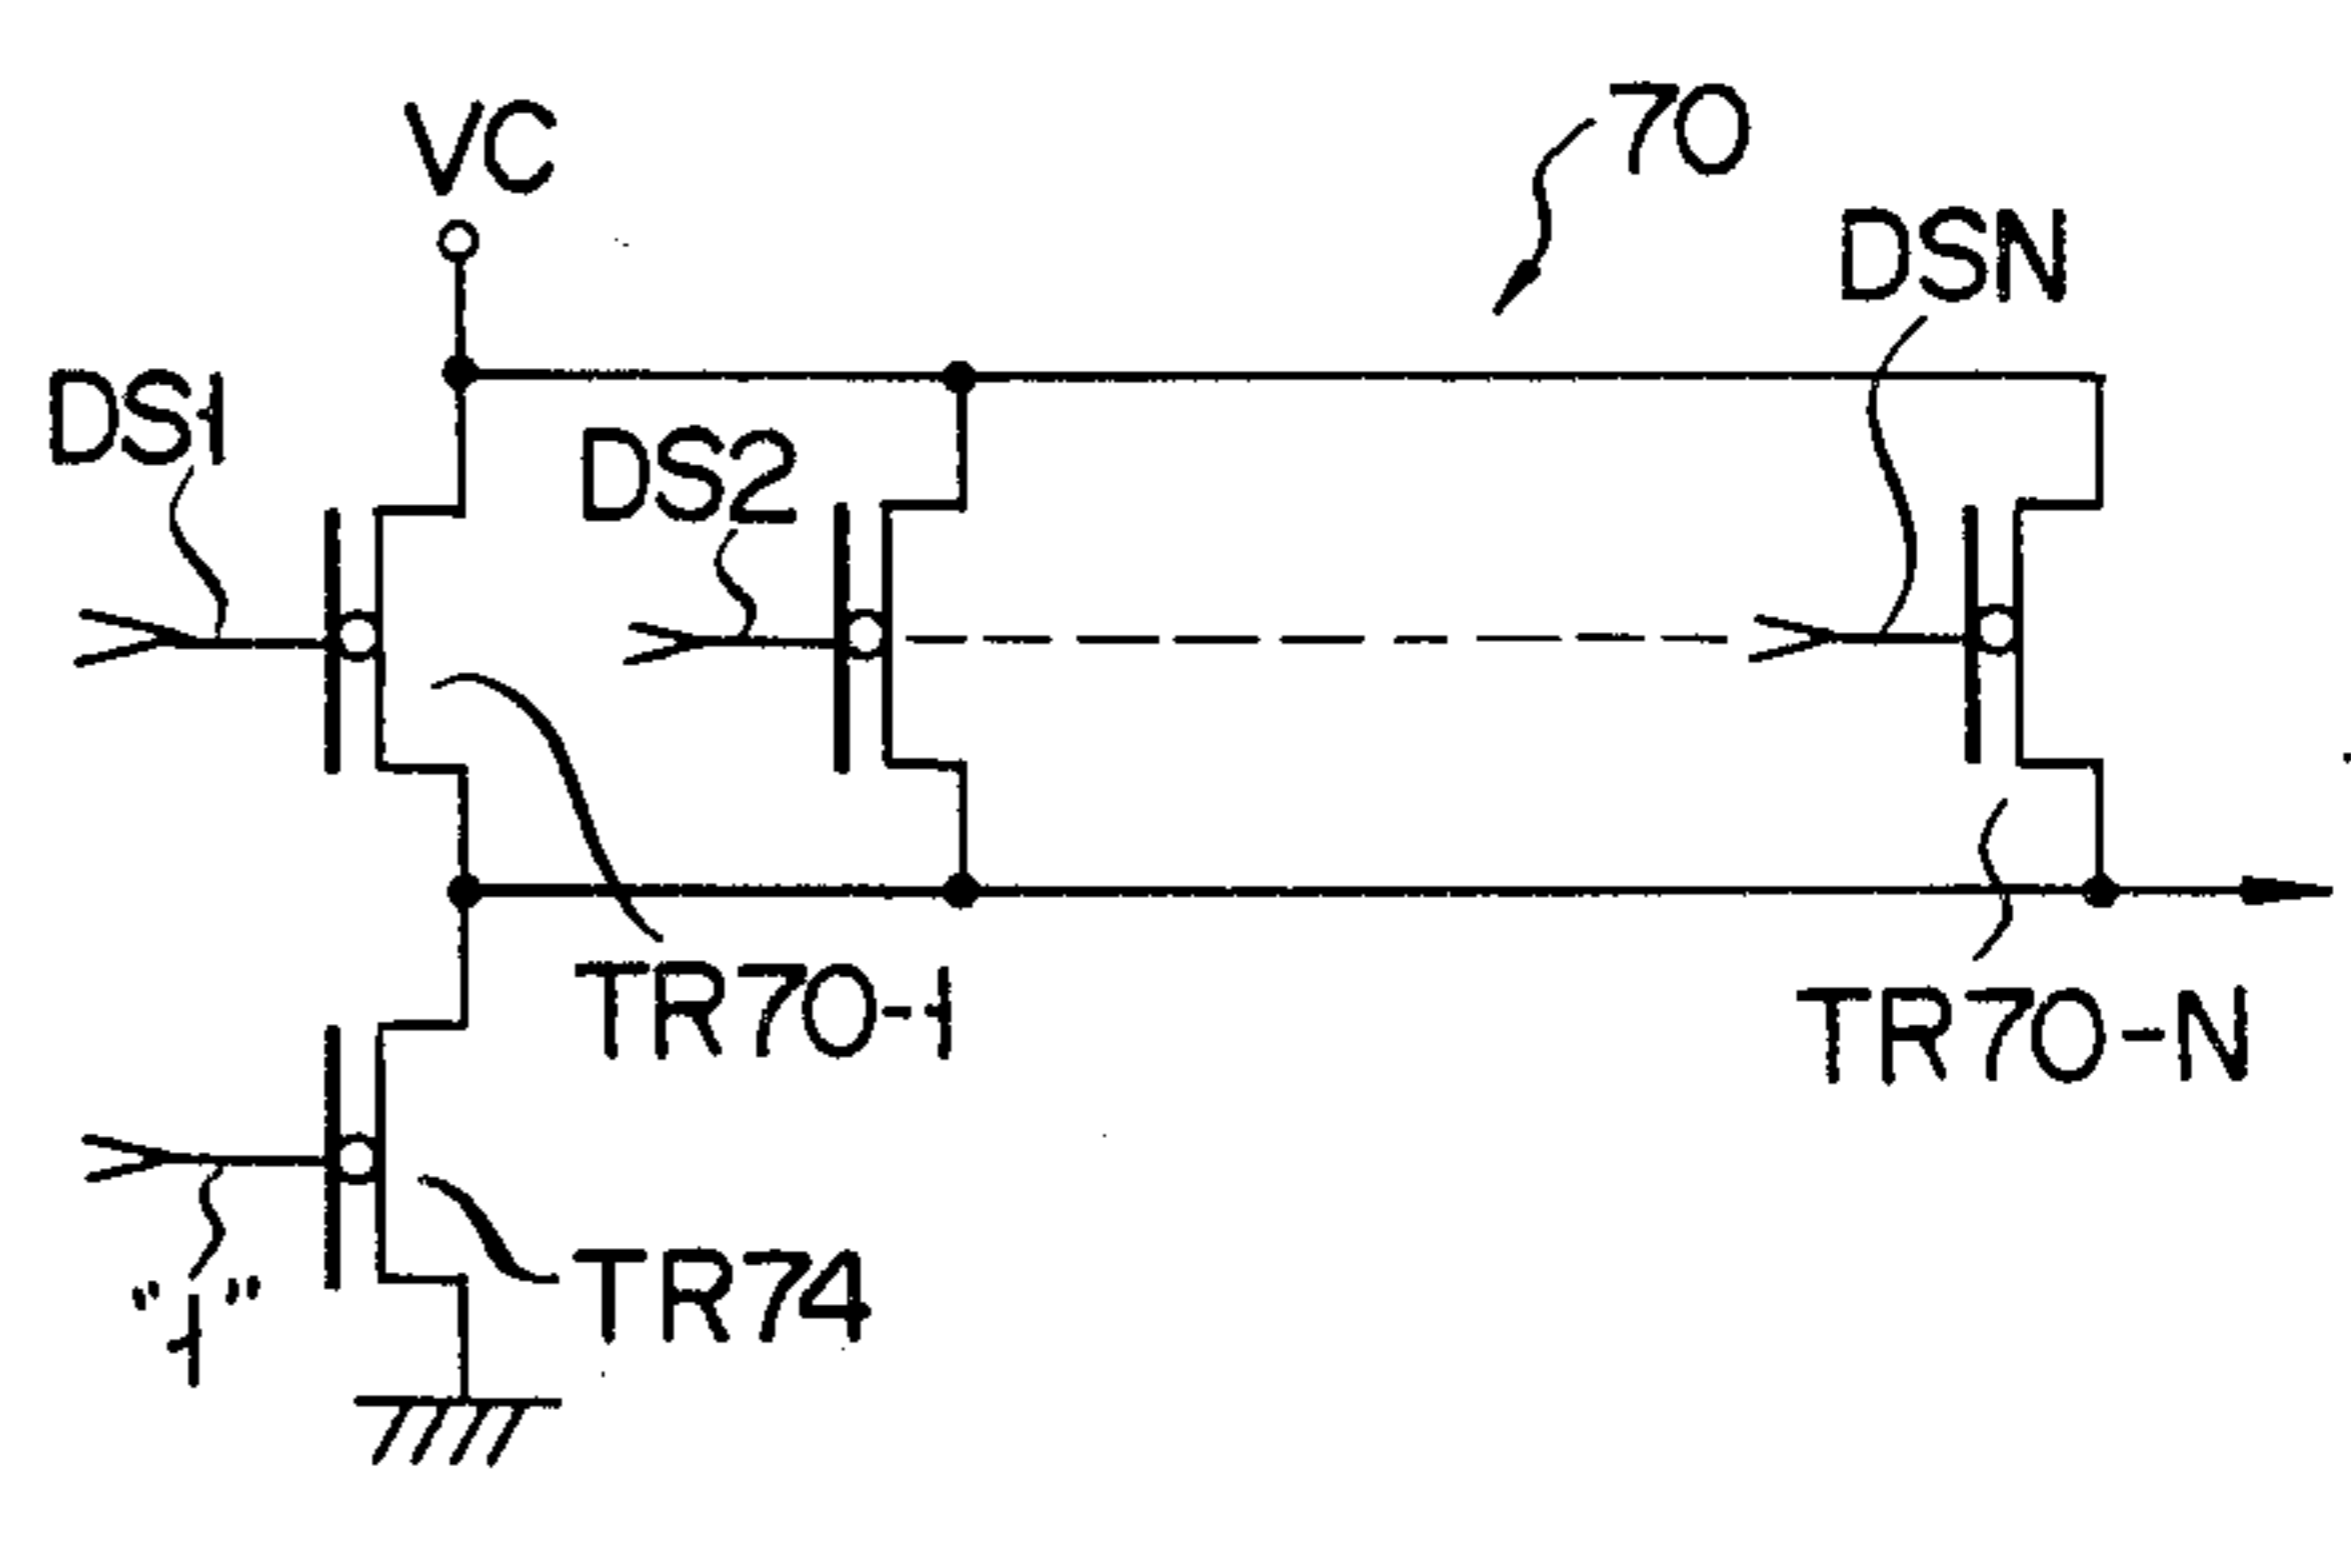 70
VC
DSN
DS1
DS2
TR70-1
TR70-N
TR74
"1"